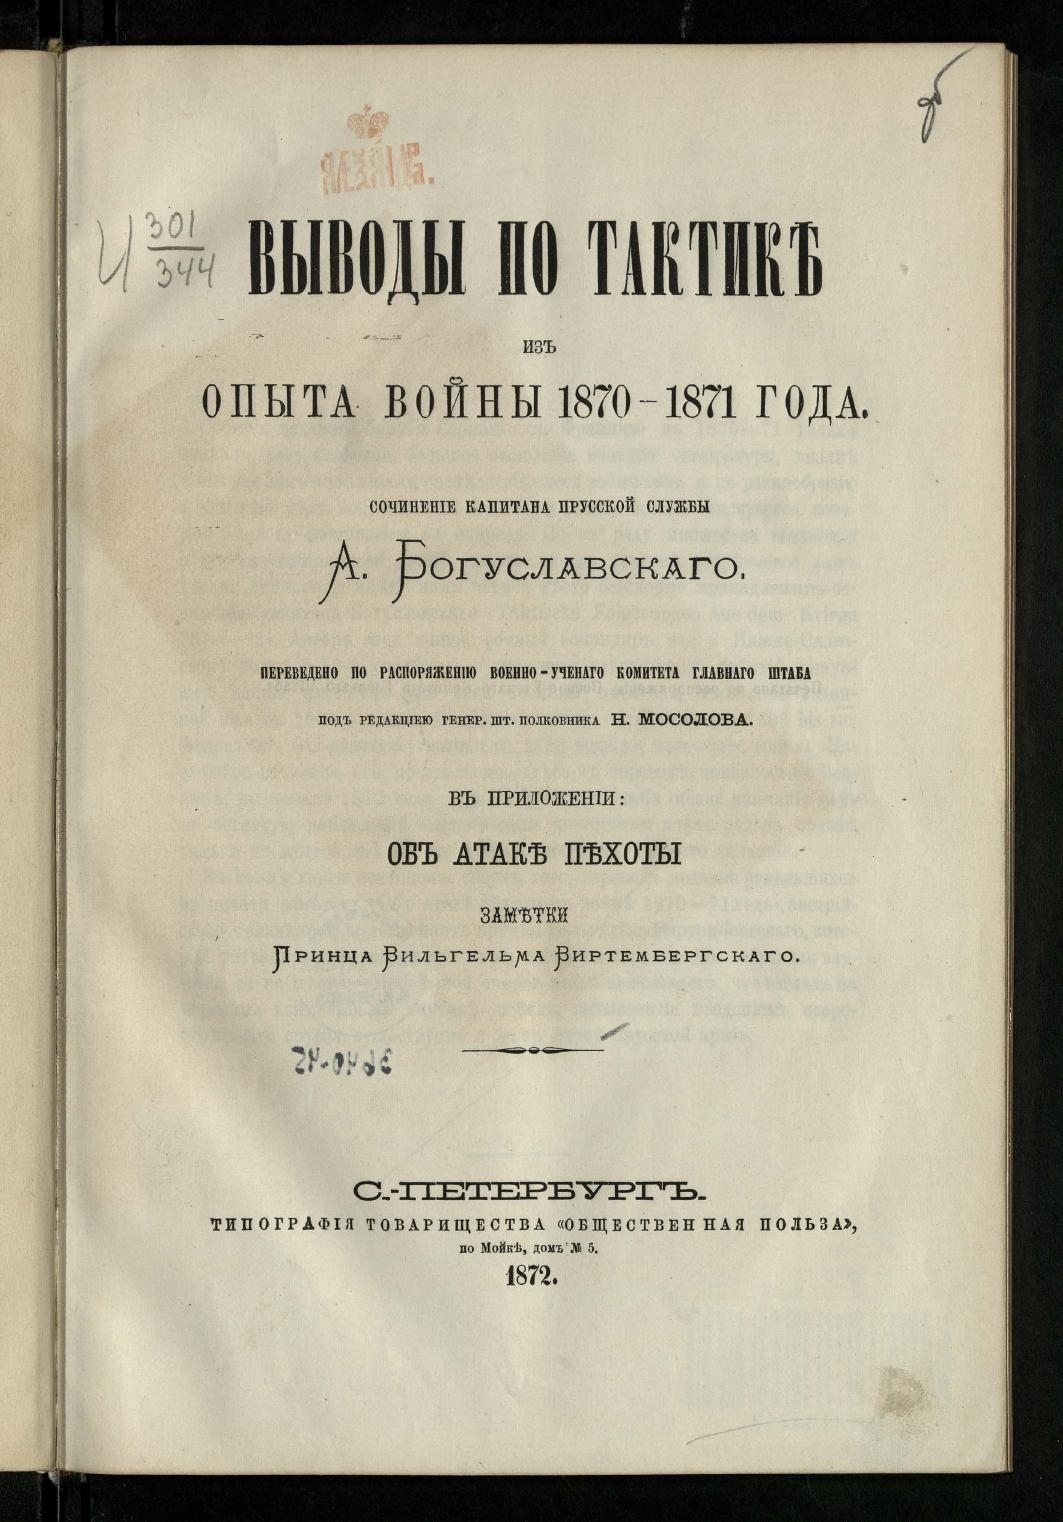 И 301
344
ВЫВОДЫ ПО ТАКТИКѢ
ИЗЪ
ОПЫТА ВОЙНЫ 1870–1871 ГОДА.
СОЧИНЕНІЕ КАПИТАНА ПРУССКОЙ СЛУЖБЫ
А. БОГУСЛАВСКАГО.
ПЕРЕВЕДЕНО ПО РАСПОРЯЖЕНІЮ ВОЕННО-УЧЕНАГО КОМИТЕТА ГЛАВНАГО ШТАБА
ПОДЪ РЕДАКЦІЕЮ ГЕНЕР. ШТ. ПОЛКОВНИКА Н. МОСОЛОВА.
ВЪ ПРИЛОЖЕНІИ:
ОБЪ АТАКѢ ПѢХОТЫ
ЗАМѢТКИ
ПРИНЦА ВИЛЬГЕЛЬМА ВИРТЕМБЕРГСКАГО.
С.-ПЕТЕРБУРГЪ.
ТИПОГРАФІЯ ТОВАРИЩЕСТВА «ОБЩЕСТВЕННАЯ ПОЛЬЗА»,
по Мойкѣ, домъ № 5.
1872.